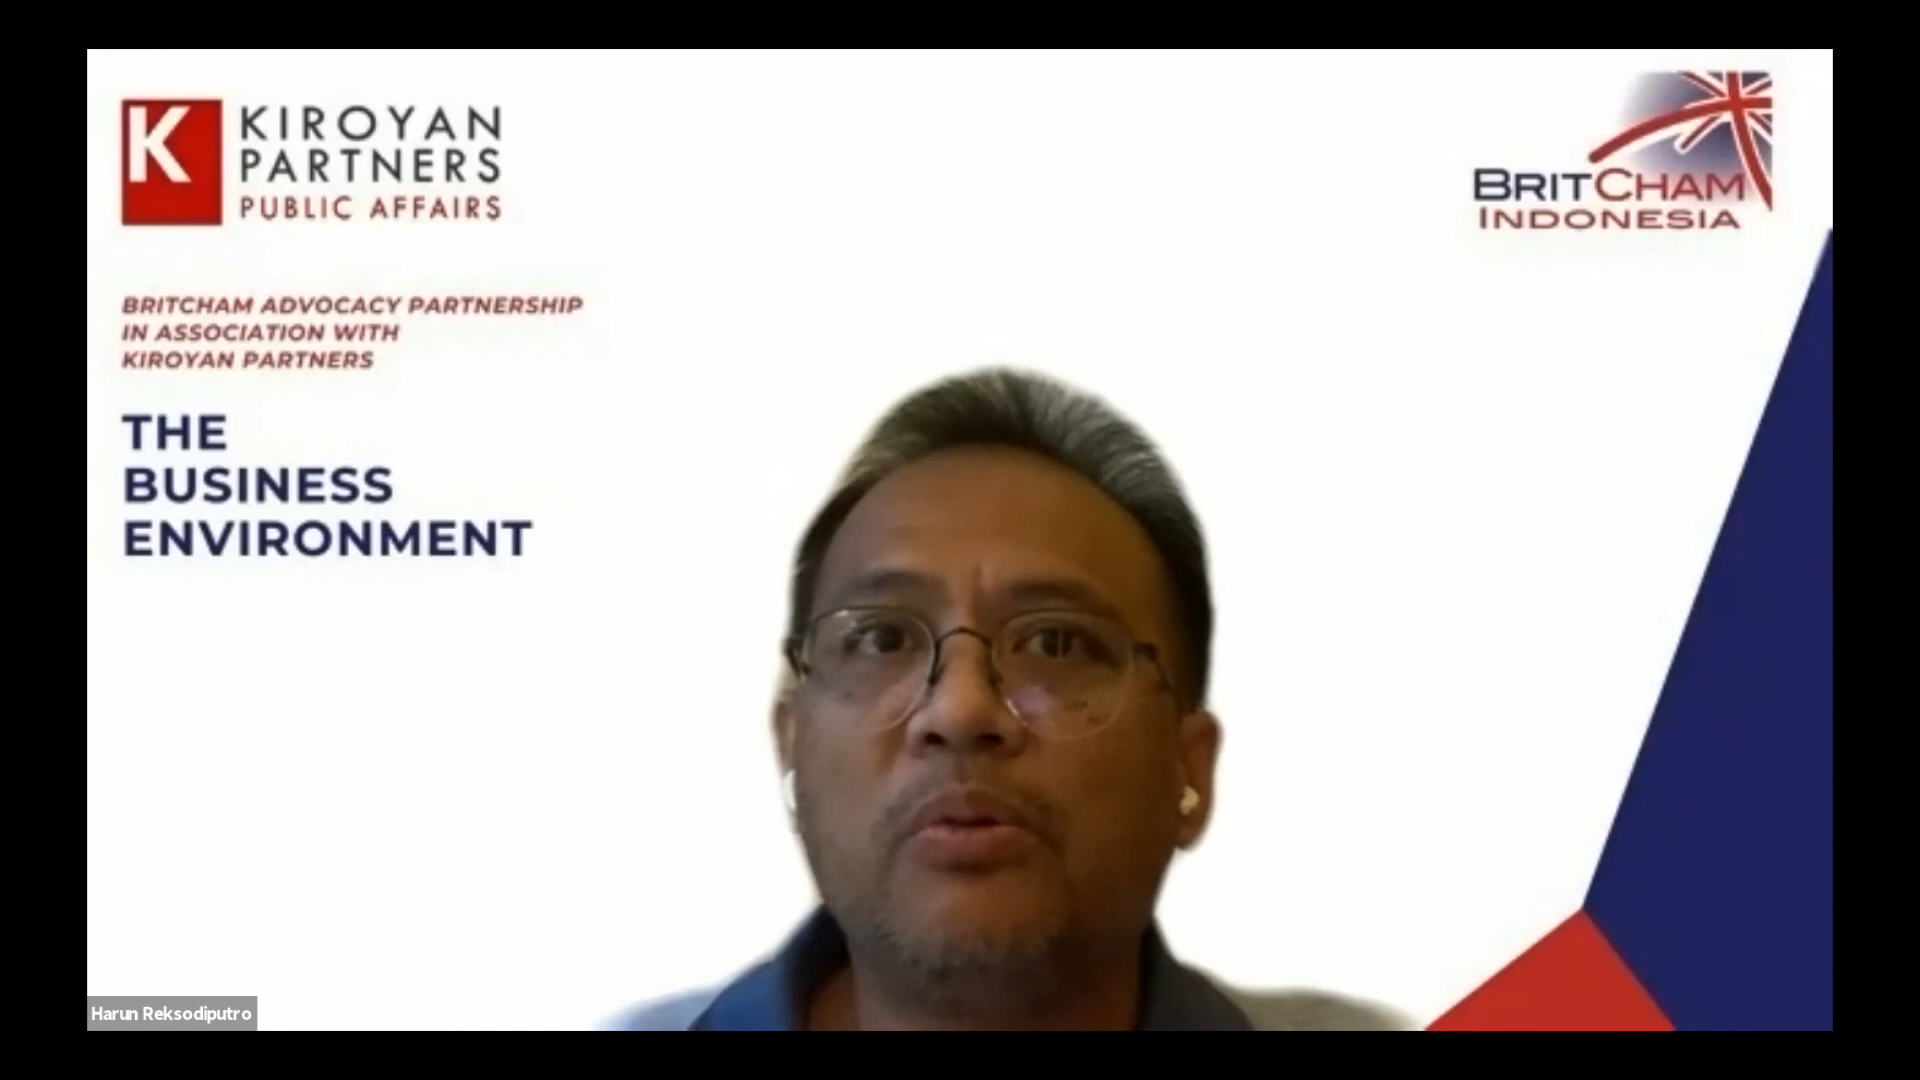 K
KIROYAN
PARTNERS
PUBLIC AFFAIRS
BRITCHAM
INDONESIA
BRITCHAM ADVOCACY PARTNERSHIP
IN ASSOCIATION WITH
KIROYAN PARTNERS
THE
BUSINESS
ENVIRONMENT
Harun Reksodiputro